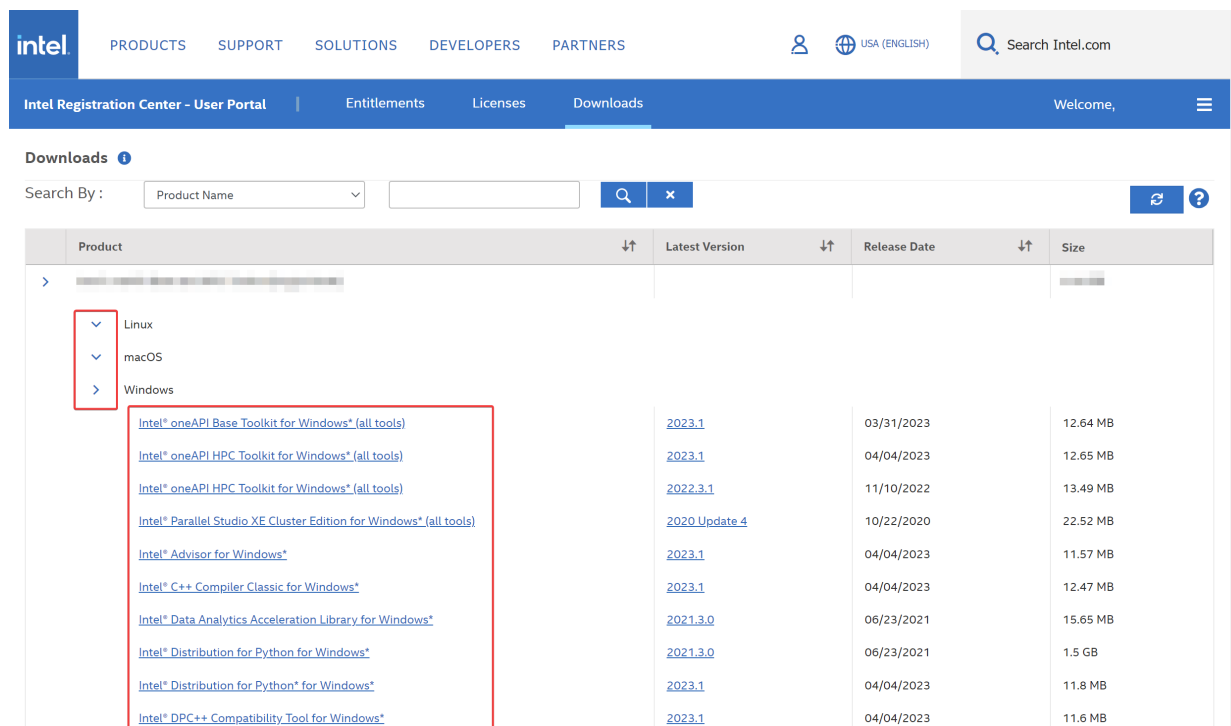 intel.
PRODUCTS SUPPORT SOLUTIONS DEVELOPERS PARTNERS USA (ENGLISH) Search Intel.com
Intel Registration Center - User Portal | Entitlements Licenses Downloads Welcome,
Downloads i
Search By : Product Name ?
Product Latest Version Release Date Size
Linux
macOS
Windows
Intel® oneAPI Base Toolkit for Windows* (all tools) 2023.1 03/31/2023 12.64 MB
Intel® oneAPI HPC Toolkit for Windows* (all tools) 2023.1 04/04/2023 12.65 MB
Intel® oneAPI HPC Toolkit for Windows* (all tools) 2022.3.1 11/10/2022 13.49 MB
Intel® Parallel Studio XE Cluster Edition for Windows* (all tools) 2020 Update 4 10/22/2020 22.52 MB
Intel® Advisor for Windows* 2023.1 04/04/2023 11.57 MB
Intel® C++ Compiler Classic for Windows* 2023.1 04/04/2023 12.47 MB
Intel® Data Analytics Acceleration Library for Windows* 2021.3.0 06/23/2021 15.65 MB
Intel® Distribution for Python for Windows* 2021.3.0 06/23/2021 1.5 GB
Intel® Distribution for Python* for Windows* 2023.1 04/04/2023 11.8 MB
Intel® DPC++ Compatibility Tool for Windows* 2023.1 04/04/2023 11.6 MB